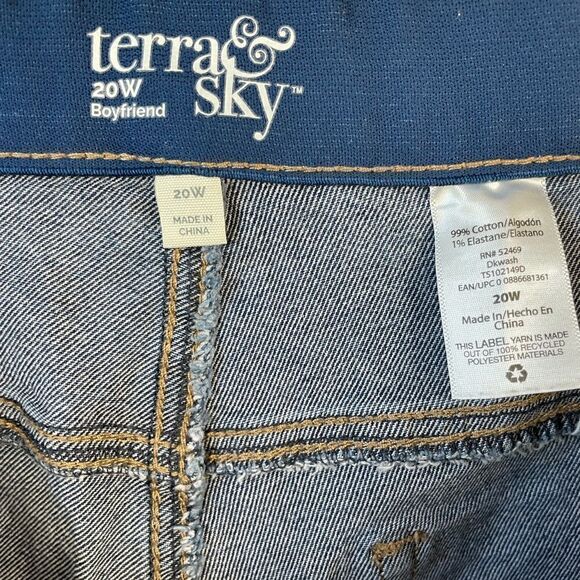 terra&
sky™
20W
Boyfriend
20W
MADE IN
CHINA
99% Cotton/Algodón
1% Elastane/Elastano
RN# 52469
Dkwash
TS102149D
EAN/UPC 0 0886681361
20W
Made In/Hecho En
China
THIS LABEL YARN IS MADE
OUT OF 100% RECYCLED
POLYESTER MATERIALS